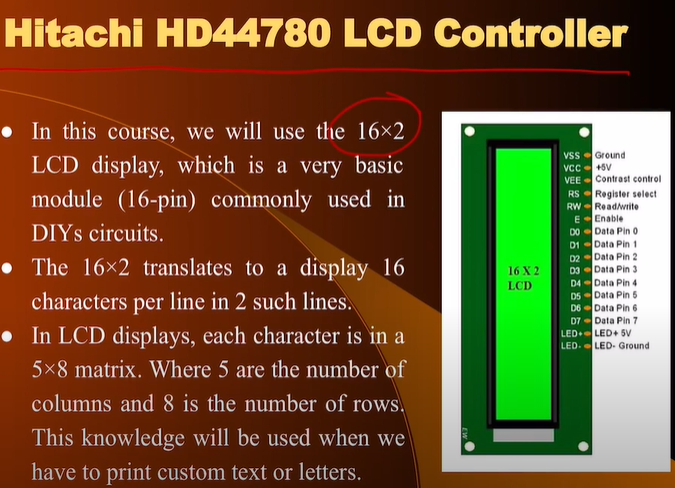 Hitachi HD44780 LCD Controller
● In this course, we will use the 16×2
LCD display, which is a very basic
module (16-pin) commonly used in
DIYs circuits.
● The 16×2 translates to a display 16
characters per line in 2 such lines.
● In LCD displays, each character is in a
5×8 matrix. Where 5 are the number of
columns and 8 is the number of rows.
This knowledge will be used when we
have to print custom text or letters.
16 X 2
LCD
VSS Ground
VCC +5V
VEE Contrast control
RS Register select
RW Read/write
E Enable
D0 Data Pin 0
D1 Data Pin 1
D2 Data Pin 2
D3 Data Pin 3
D4 Data Pin 4
D5 Data Pin 5
D6 Data Pin 6
D7 Data Pin 7
LED+ LED+ 5V
LED- LED- Ground